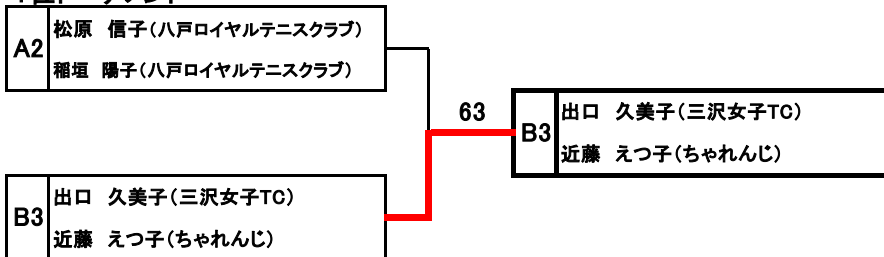 A2
松原　信子(八戸ロイヤルテニスクラブ)
稲垣　陽子(八戸ロイヤルテニスクラブ)
63
B3
出口　久美子(三沢女子TC)
近藤　えつ子(ちゃれんじ)
B3
出口　久美子(三沢女子TC)
近藤　えつ子(ちゃれんじ)